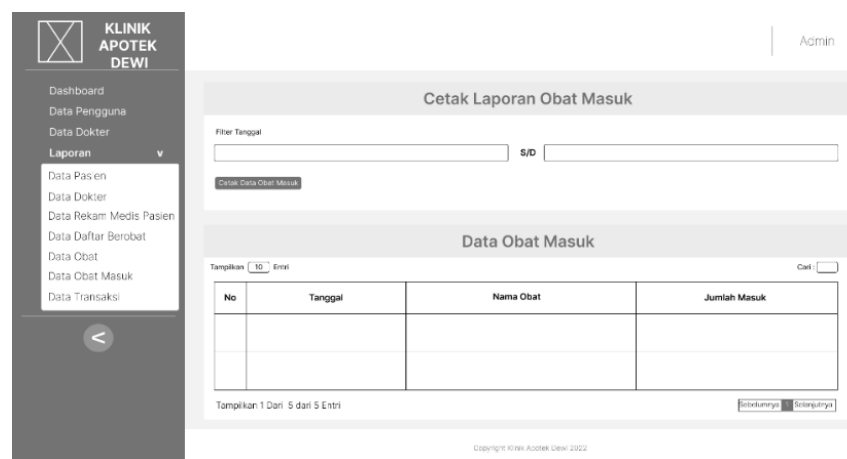 KLINIK
APOTEK
DEWI
Admin
Dashboard
Data Pengguna
Data Dokter
Laporan v
Data Pasien
Data Dokter
Data Rekam Medis Pasien
Data Daftar Berobat
Data Obat
Data Obat Masuk
Data Transaksi
<
Cetak Laporan Obat Masuk
Filter Tanggal
S/D
Cetak Data Obat Masuk
Data Obat Masuk
Tampilkan 10 Entri
Cari :
No Tanggal Nama Obat Jumlah Masuk
Tampilkan 1 Dari 5 dari 5 Entri
Sebelumnya 1 Selanjutnya
Copyright Klinik Apotek Dewi 2022